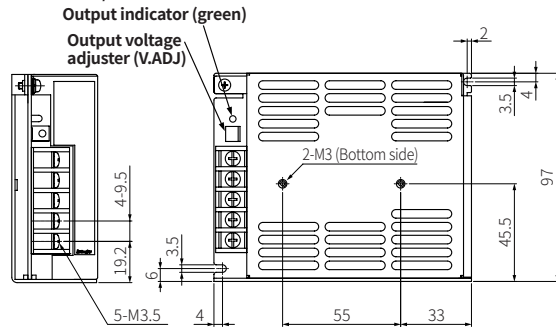 Output indicator (green)
Output voltage
adjuster (V.ADJ)
2
3.5
4
2-M3 (Bottom side)
97
4-9.5
45.5
19.2
3.5
6
5-M3.5
4
55
33